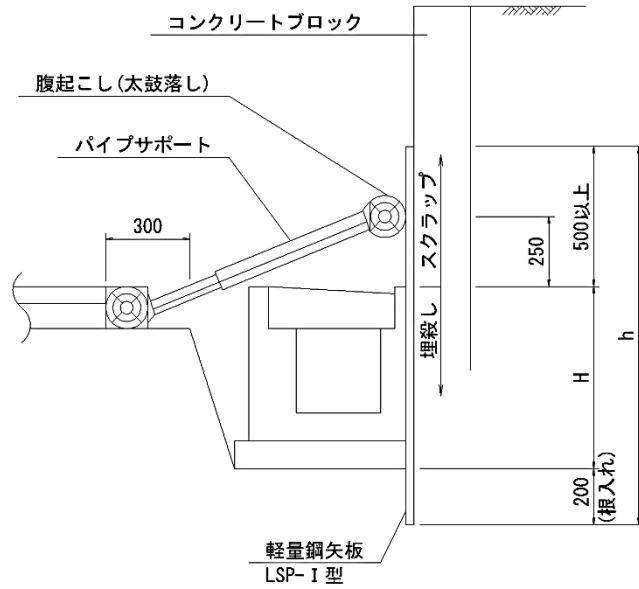 コンクリートブロック
腹起こし(太鼓落し)
パイプサポート
300
スクラップ
埋殺し
500以上
250
H
h
200
(根入れ)
軽量鋼矢板
LSP-Ⅰ型